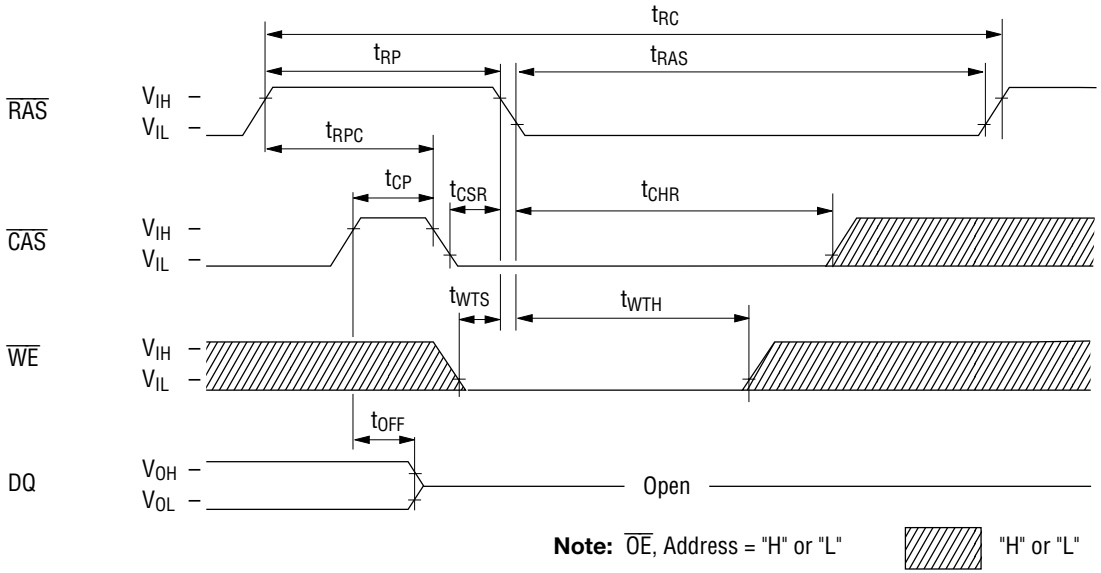 tRC
tRP
tRAS
RAS
VIH
VIL
tRPC
tCP
tCSR
tCHR
CAS
VIH
VIL
tWTS
tWTH
WE
VIH
VIL
tOFF
DQ
VOH
VOL
Open
Note: OE, Address = "H" or "L"
"H" or "L"